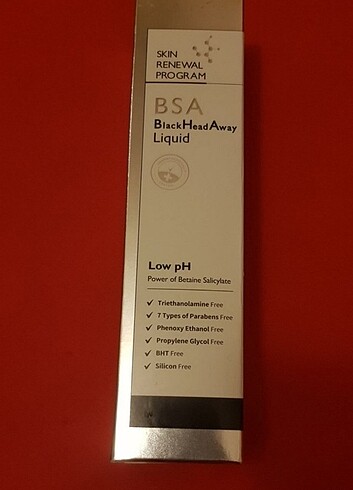 SKIN
RENEWAL
PROGRAM
BSA
BlackHeadAway
Liquid
Low pH
Power of Betaine Salicylate
✓ Triethanolamine Free
✓ 7 Types of Parabens Free
✓ Phenoxy Ethanol Free
✓ Propylene Glycol Free
✓ BHT Free
✓ Silicon Free